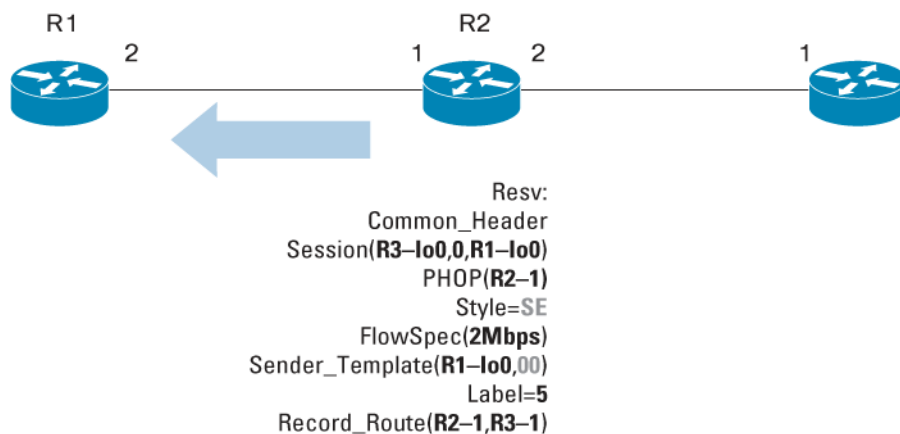 R1
R2
2
1
2
1
Resv:
Common_Header
Session(R3–lo0,0,R1–lo0)
PHOP(R2–1)
Style=SE
FlowSpec(2Mbps)
Sender_Template(R1–lo0,00)
Label=5
Record_Route(R2–1,R3–1)